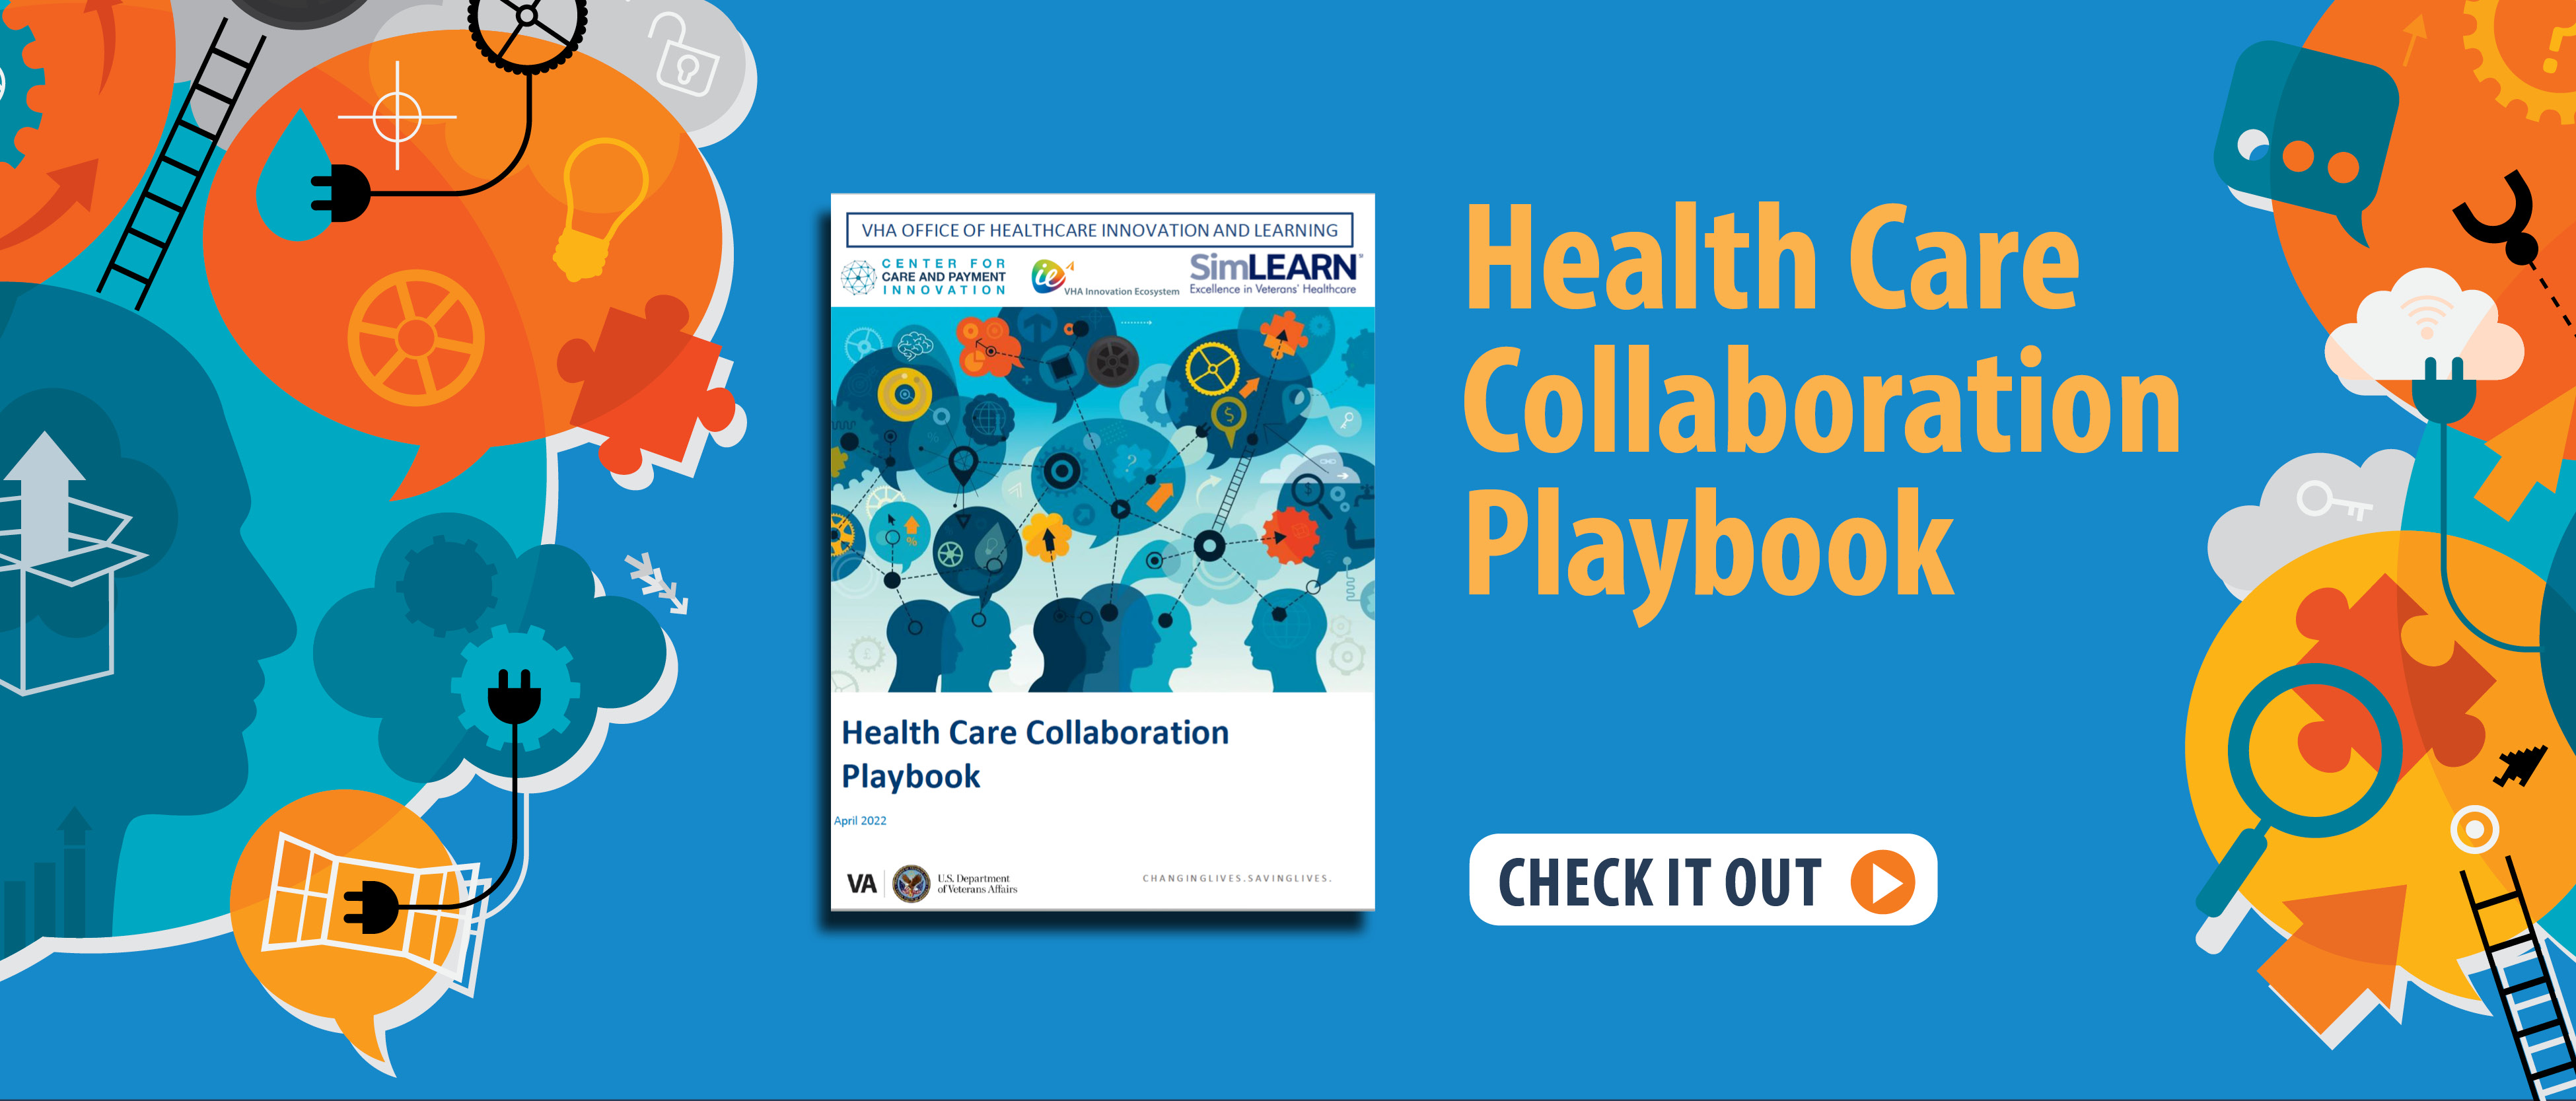 VHA OFFICE OF HEALTHCARE INNOVATION AND LEARNING
CENTER FOR
CARE AND PAYMENT
INNOVATION
ie
VHA Innovation Ecosystem
SimLEARN®
Excellence in Veterans' Healthcare
Health Care Collaboration
Playbook
April 2022
VA
U.S. Department
of Veterans Affairs
CHANGINGLIVES.SAVINGLIVES.
Health Care
Collaboration
Playbook
CHECK IT OUT